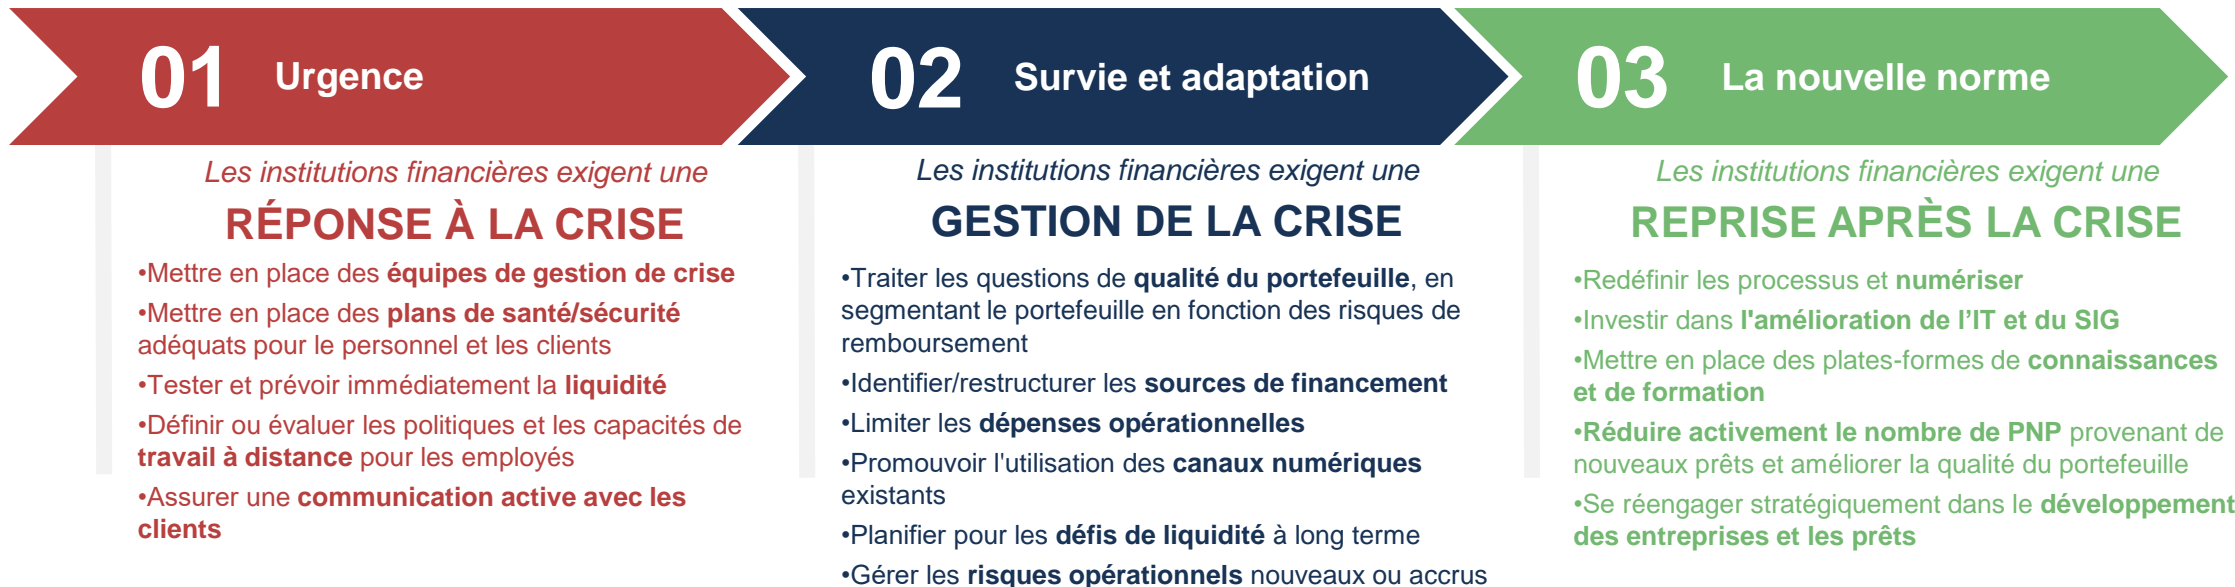 01 Urgence
Les institutions financières exigent une
RÉPONSE À LA CRISE
•Mettre en place des équipes de gestion de crise
•Mettre en place des plans de santé/sécurité
adéquats pour le personnel et les clients
•Tester et prévoir immédiatement la liquidité
•Définir ou évaluer les politiques et les capacités de
travail à distance pour les employés
•Assurer une communication active avec les
clients
02 Survie et adaptation
Les institutions financières exigent une
GESTION DE LA CRISE
•Traiter les questions de qualité du portefeuille, en
segmentant le portefeuille en fonction des risques de
remboursement
•Identifier/restructurer les sources de financement
•Limiter les dépenses opérationnelles
•Promouvoir l'utilisation des canaux numériques
existants
•Planifier pour les défis de liquidité à long terme
•Gérer les risques opérationnels nouveaux ou accrus
03 La nouvelle norme
Les institutions financières exigent une
REPRISE APRÈS LA CRISE
•Redéfinir les processus et numériser
•Investir dans l'amélioration de l’IT et du SIG
•Mettre en place des plates-formes de connaissances
et de formation
•Réduire activement le nombre de PNP provenant de
nouveaux prêts et améliorer la qualité du portefeuille
•Se réengager stratégiquement dans le développement
des entreprises et les prêts